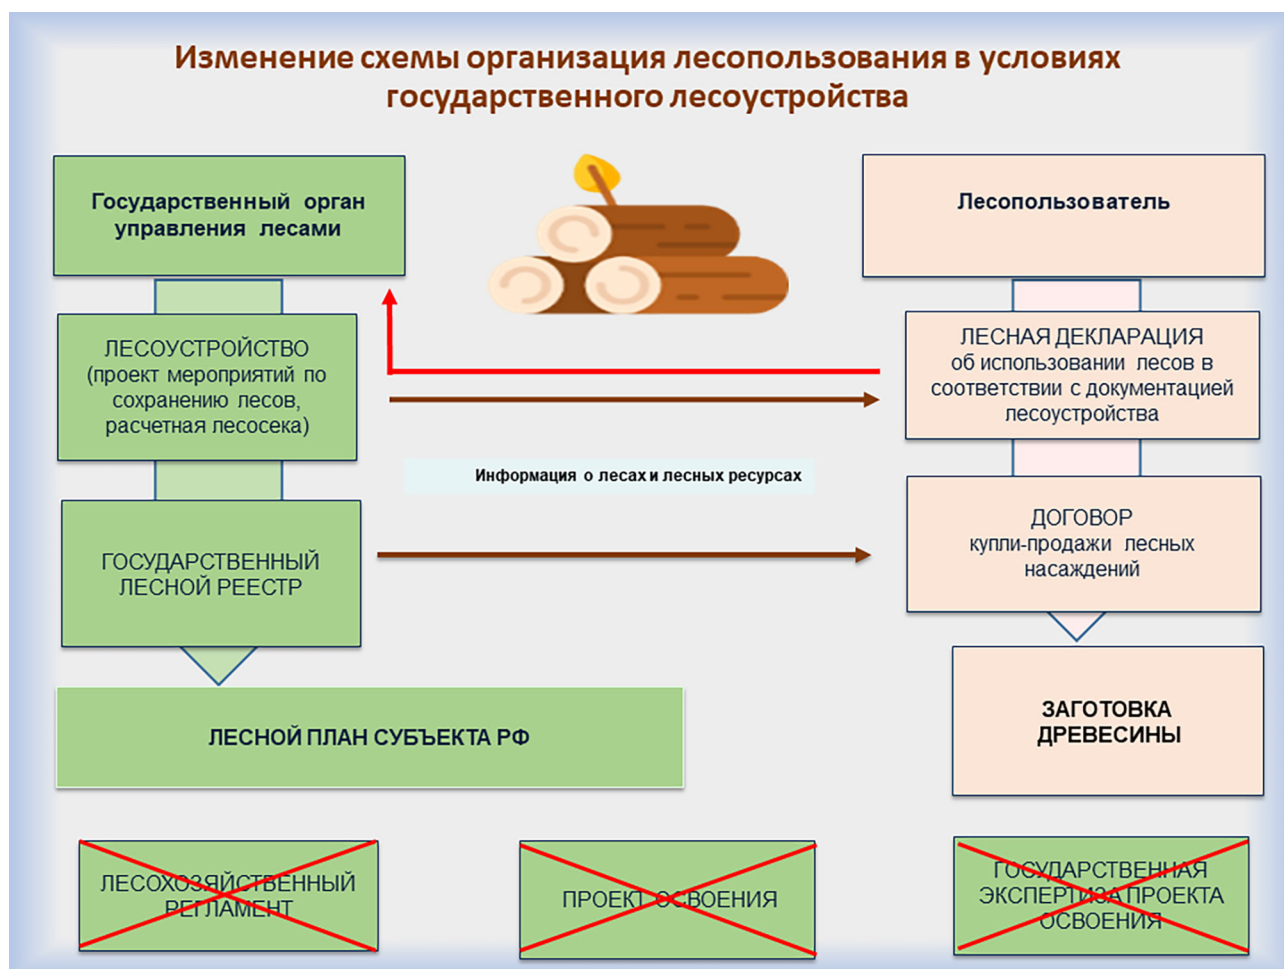 Изменение схемы организация лесопользования в условиях
государственного лесоустройства
Государственный орган
управления лесами
Лесопользователь
ЛЕСОУСТРОЙСТВО
(проект мероприятий по
сохранению лесов,
расчетная лесосека)
ЛЕСНАЯ ДЕКЛАРАЦИЯ
об использовании лесов в
соответствии с документацией
лесоустройства
Информация о лесах и лесных ресурсах
ГОСУДАРСТВЕННЫЙ
ЛЕСНОЙ РЕЕСТР
ДОГОВОР
купли-продажи лесных
насаждений
ЛЕСНОЙ ПЛАН СУБЪЕКТА РФ
ЗАГОТОВКА
ДРЕВЕСИНЫ
ЛЕСОХОЗЯЙСТВЕННЫЙ
РЕГЛАМЕНТ
ПРОЕКТ ОСВОЕНИЯ
ГОСУДАРСТВЕННАЯ
ЭКСПЕРТИЗА ПРОЕКТА
ОСВОЕНИЯ